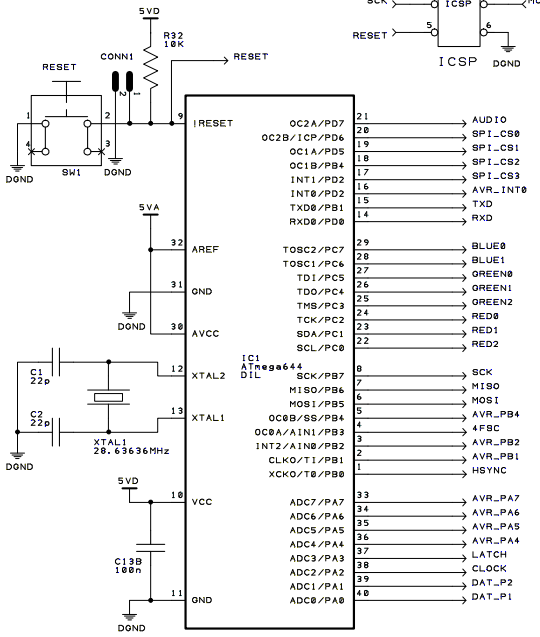 SCK
ICSP
5
6
RESET
ICSP
DGND
5VD
R32
10K
CONN1
RESET
RESET
2
1
1
2
4
3
SW1
DGND
DGND
9 !RESET
OC2A/PD7 21 AUDIO
OC2B/ICP/PD6 20 SPI_CS0
OC1A/PD5 19 SPI_CS1
OC1B/PB4 18 SPI_CS2
INT1/PD2 17 SPI_CS3
INT0/PD2 16 AVR_INT0
TXD0/PB1 15 TXD
RXD0/PD0 14 RXD
5VA
32 AREF
TOSC2/PC7 29 BLUE0
TOSC1/PC6 28 BLUE1
TDI/PC5 27 GREEN0
31 GND
TDO/PC4 26 GREEN1
TMS/PC3 25 GREEN2
DGND
TCK/PC2 24 RED0
30 AVCC
SDA/PC1 23 RED1
SCL/PC0 22 RED2
IC1
ATmega644
DIL
C1
22p
12 XTAL2
SCK/PB7 8 SCK
MISO/PB6 7 MISO
MOSI/PB5 6 MOSI
C2
22p
13 XTAL1
OC0B/SS/PB4 5 AVR_PB4
OC0A/AIN1/PB3 4 4FSC
INT2/AIN0/PB2 3 AVR_PB2
XTAL1
28.63636MHz
DGND
CLKO/TI/PB1 2 AVR_PB1
XCKO/T0/PB0 1 HSYNC
5VD
10 VCC
ADC7/PA7 33 AVR_PA7
ADC6/PA6 34 AVR_PA6
ADC5/PA5 35 AVR_PA5
ADC4/PA4 36 AVR_PA4
C13B
100n
ADC3/PA3 37 LATCH
ADC2/PA2 38 CLOCK
ADC1/PA1 39 DAT_P2
11 GND
ADC0/PA0 40 DAT_P1
DGND